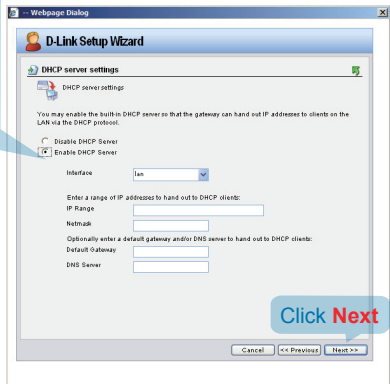 -- Webpage Dialog
D-Link Setup Wizard
DHCP server settings
DHCP server settings
You may enable the built-in DHCP server so that the gateway can hand out IP addresses to clients on the
LAN via the DHCP protocol.
Disable DHCP Server
Enable DHCP Server
Interface
lan
Enter a range of IP addresses to hand out to DHCP clients:
IP Range
Netmask
Optionally enter a default gateway and/or DNS server to hand out to DHCP clients:
Default Gateway
DNS Server
Click Next
Cancel
<< Previous
Next >>